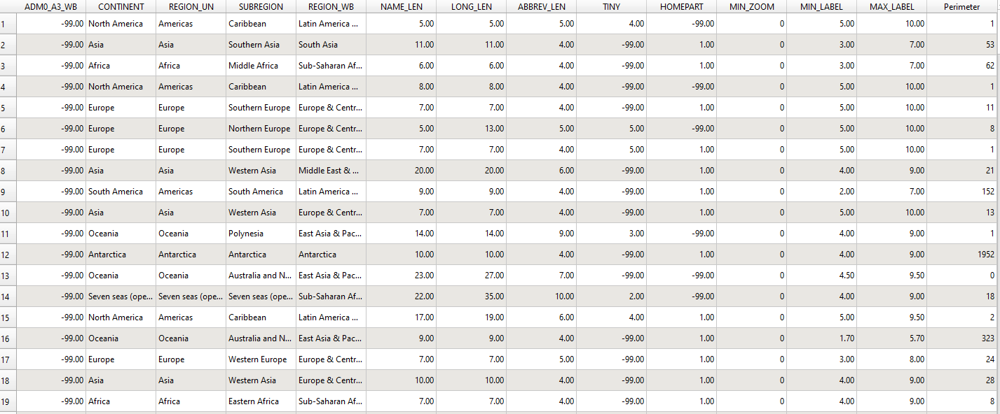 ADM0_A3_WB CONTINENT REGION_UN SUBREGION REGION_WB NAME_LEN LONG_LEN ABBREV_LEN TINY HOMEPART MIN_ZOOM MIN_LABEL MAX_LABEL Perimeter
1 -99.00 North America Americas Caribbean Latin America ... 5.00 5.00 5.00 4.00 -99.00 0 5.00 10.00 1
2 -99.00 Asia Asia Southern Asia South Asia 11.00 11.00 4.00 -99.00 1.00 0 3.00 7.00 53
3 -99.00 Africa Africa Middle Africa Sub-Saharan Af... 6.00 6.00 4.00 -99.00 1.00 0 3.00 7.00 62
4 -99.00 North America Americas Caribbean Latin America ... 8.00 8.00 4.00 -99.00 -99.00 0 5.00 10.00 1
5 -99.00 Europe Europe Southern Europe Europe & Centr... 7.00 7.00 4.00 -99.00 1.00 0 5.00 10.00 11
6 -99.00 Europe Europe Northern Europe Europe & Centr... 5.00 13.00 5.00 5.00 -99.00 0 5.00 10.00 8
7 -99.00 Europe Europe Southern Europe Europe & Centr... 7.00 7.00 4.00 5.00 1.00 0 5.00 10.00 1
8 -99.00 Asia Asia Western Asia Middle East & ... 20.00 20.00 6.00 -99.00 1.00 0 4.00 9.00 21
9 -99.00 South America Americas South America Latin America ... 9.00 9.00 4.00 -99.00 1.00 0 2.00 7.00 152
10 -99.00 Asia Asia Western Asia Europe & Centr... 7.00 7.00 4.00 -99.00 1.00 0 5.00 10.00 13
11 -99.00 Oceania Oceania Polynesia East Asia & Pac... 14.00 14.00 9.00 3.00 -99.00 0 4.00 9.00 1
12 -99.00 Antarctica Antarctica Antarctica Antarctica 10.00 10.00 4.00 -99.00 1.00 0 4.00 9.00 1952
13 -99.00 Oceania Oceania Australia and N... East Asia & Pac... 23.00 27.00 7.00 -99.00 -99.00 0 4.50 9.50 0
14 -99.00 Seven seas (ope... Seven seas (ope... Seven seas (ope... Sub-Saharan Af... 22.00 35.00 10.00 2.00 -99.00 0 4.00 9.00 18
15 -99.00 North America Americas Caribbean Latin America ... 17.00 19.00 6.00 4.00 1.00 0 5.00 9.50 2
16 -99.00 Oceania Oceania Australia and N... East Asia & Pac... 9.00 9.00 4.00 -99.00 1.00 0 1.70 5.70 323
17 -99.00 Europe Europe Western Europe Europe & Centr... 7.00 7.00 5.00 -99.00 1.00 0 3.00 8.00 24
18 -99.00 Asia Asia Western Asia Europe & Centr... 10.00 10.00 4.00 -99.00 1.00 0 4.00 9.00 28
19 -99.00 Africa Africa Eastern Africa Sub-Saharan Af... 7.00 7.00 4.00 -99.00 1.00 0 4.00 9.00 8